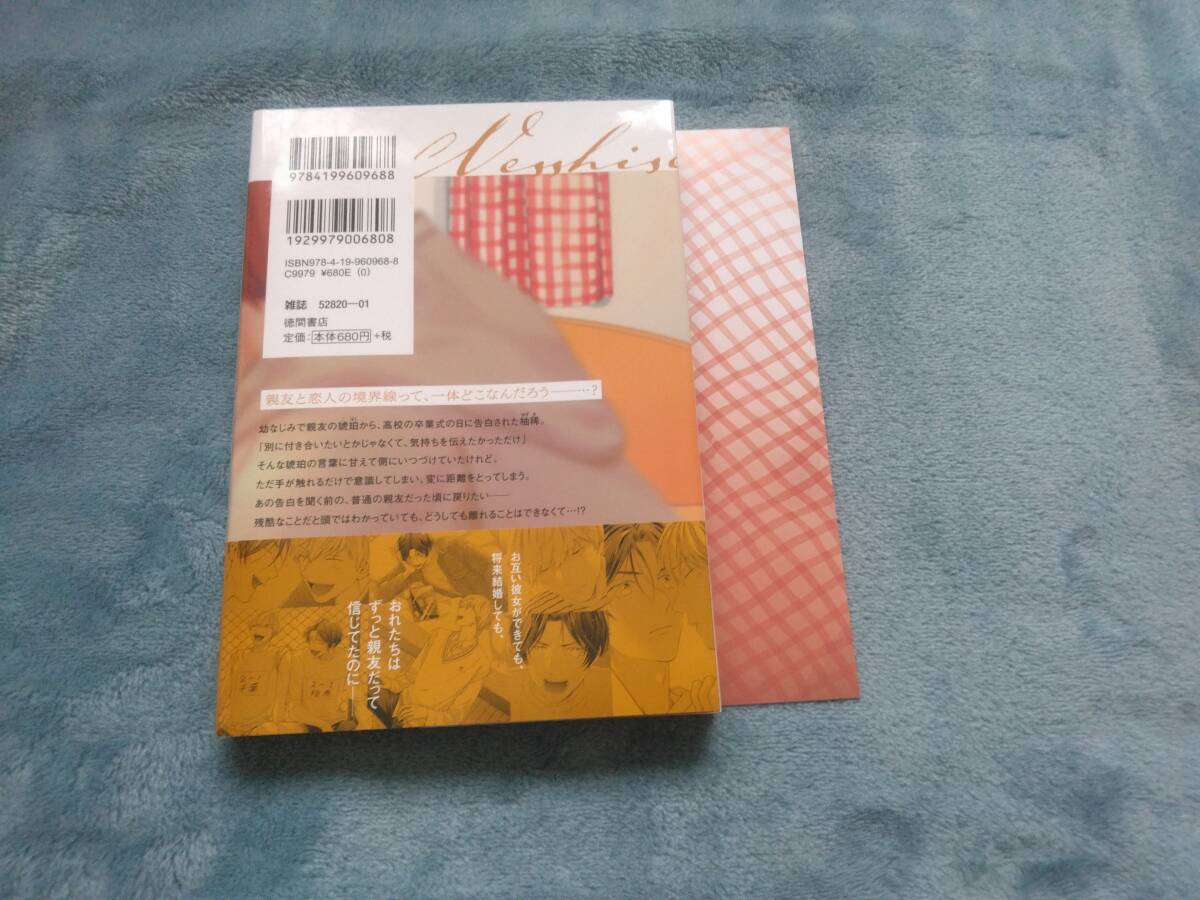 9784199609688
1929979006808
ISBN978-4-19-960968-8
C9979 ¥680E (0)
雑誌 52820-01
徳間書店
定価:本体680円+税
親友と恋人の境界線って、一体どこなんだろう———…?
幼なじみで親友の琥珀から、高校の卒業式の日に告白された柚稀。
「別に付き合いたいとかじゃなくて、気持ちを伝えたかっただけ」
そんな琥珀の言葉に甘えて側にいつづけていたけれど、
ただ手が触れるだけで意識してしまい、変に距離をとってしまう。
あの告白を聞く前の、普通の親友だった頃に戻りたい——
残酷なことだと頭ではわかっていても、どうしても離れることはできなくて…!?
お互い彼女ができても、
将来結婚しても、
おれたちは
ずっと親友だって
信じてたのに——
2-1
2-1